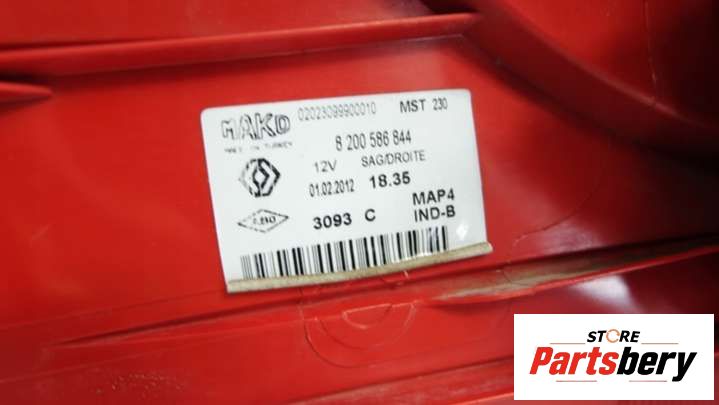 MAKO 02023099900010 MST 230
MADE IN TURKEY
8 200 586 844
12V SAG/DROITE
01.02.2012 18.35
3093 C MAP4
IND-B
STORE
Partsbery